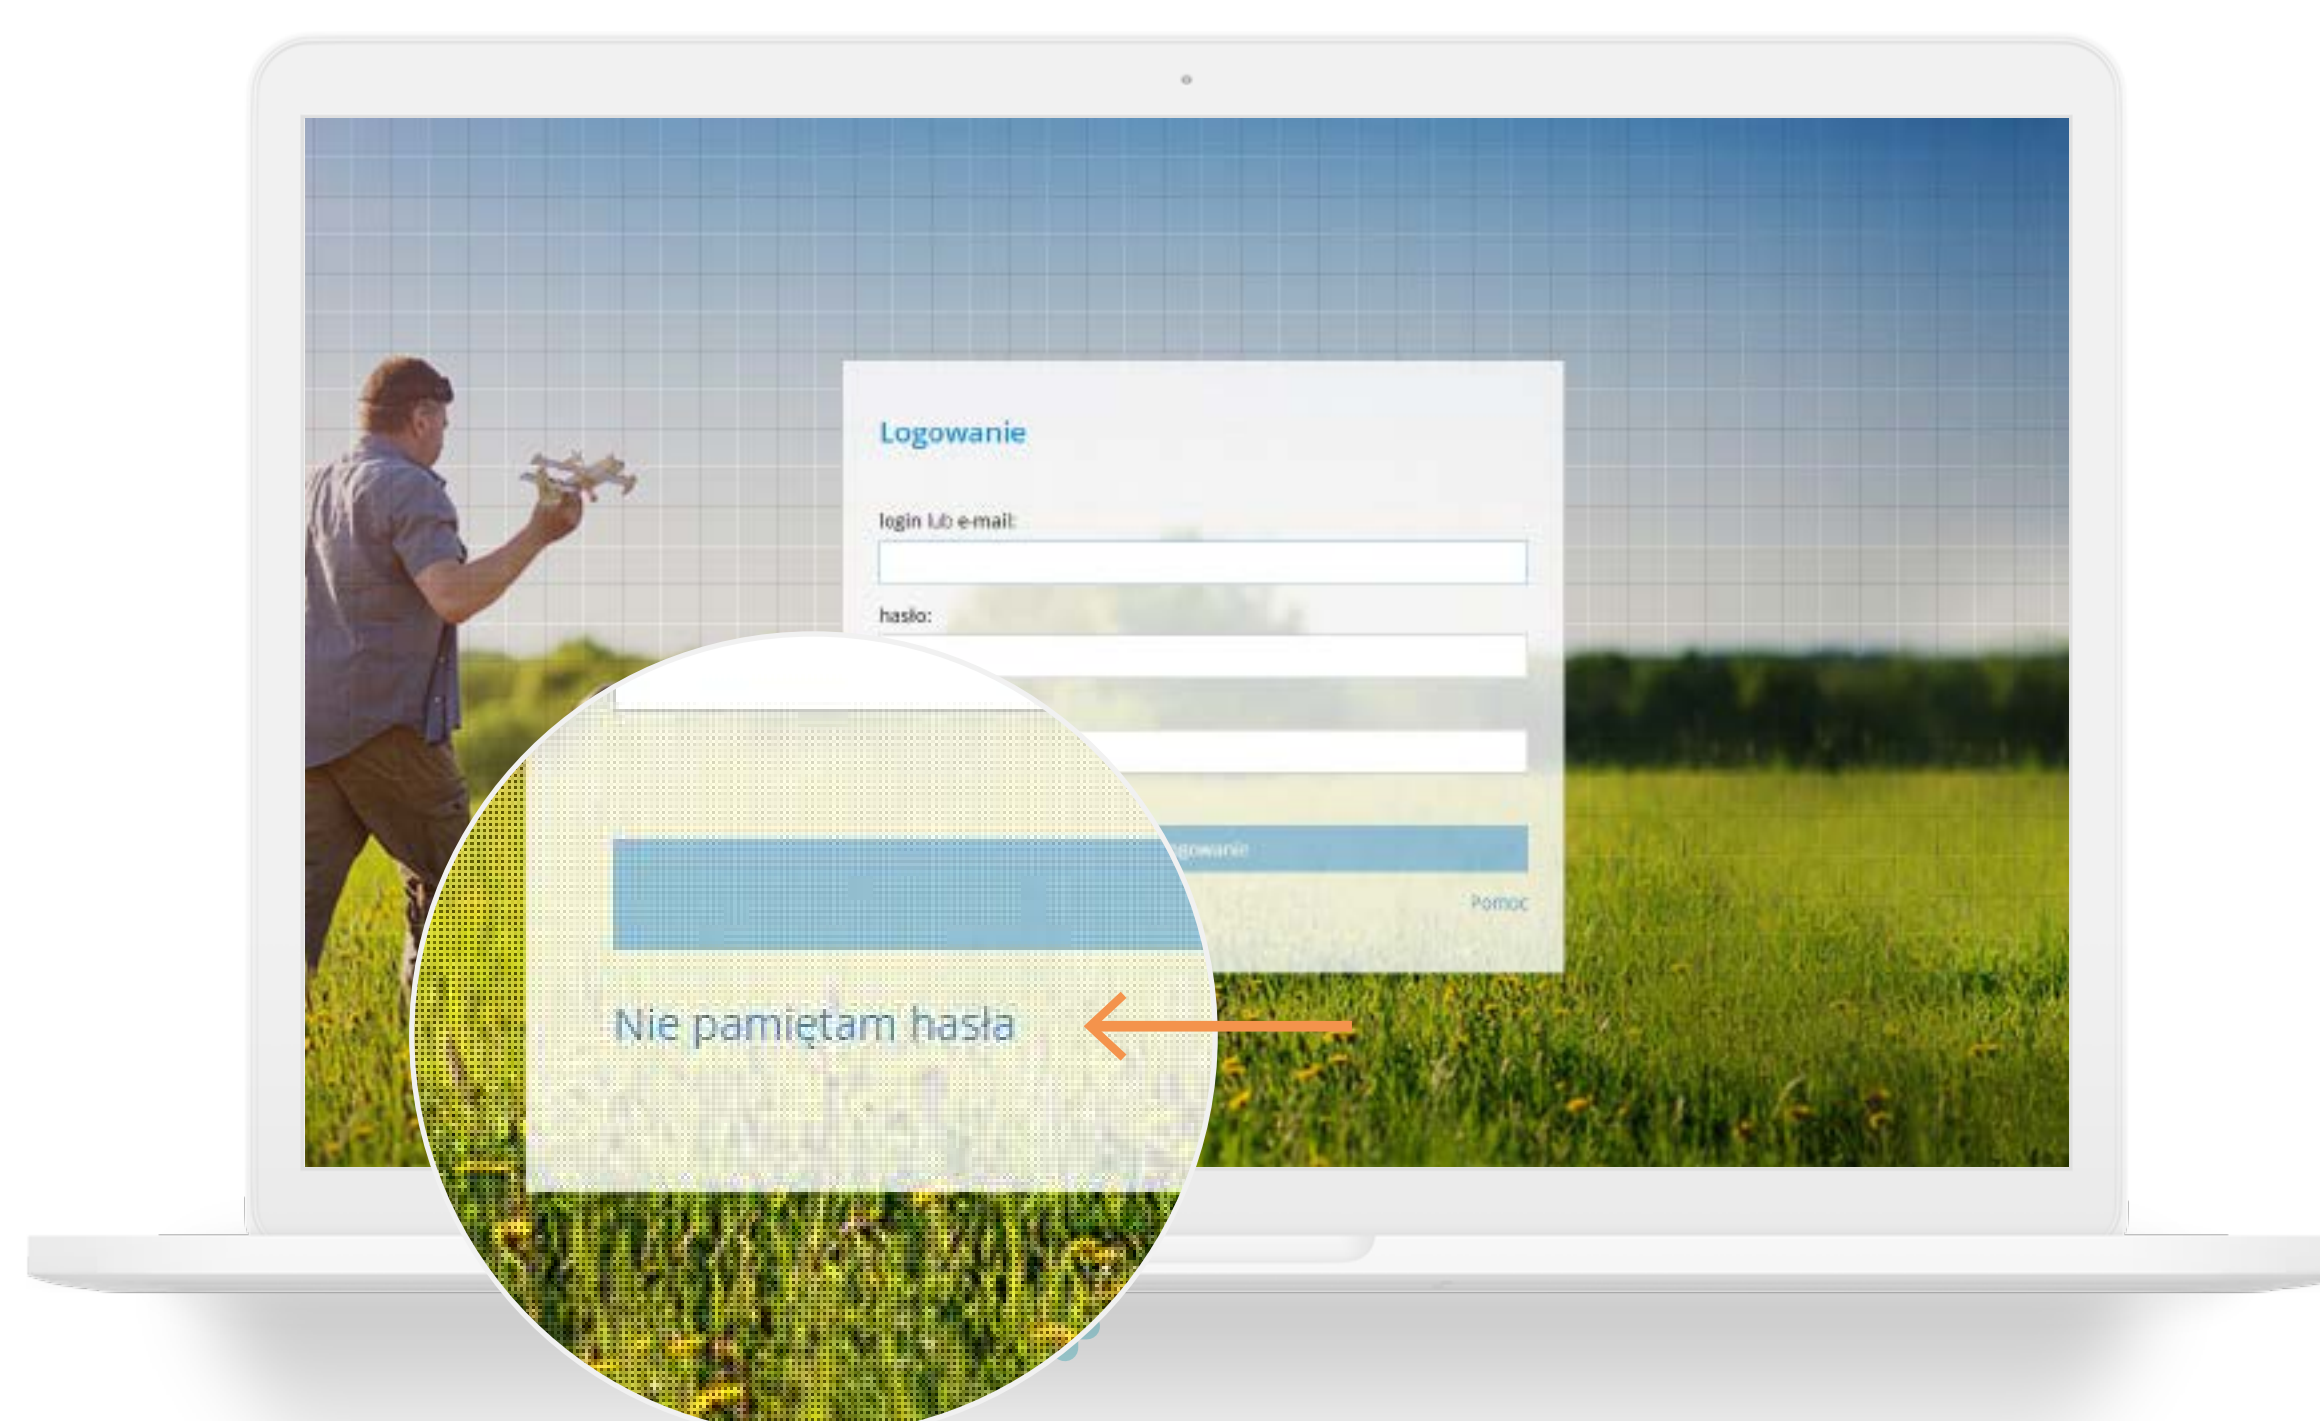 Logowanie
login lub e-mail:
hasło:
Pomoc
Nie pamiętam hasła